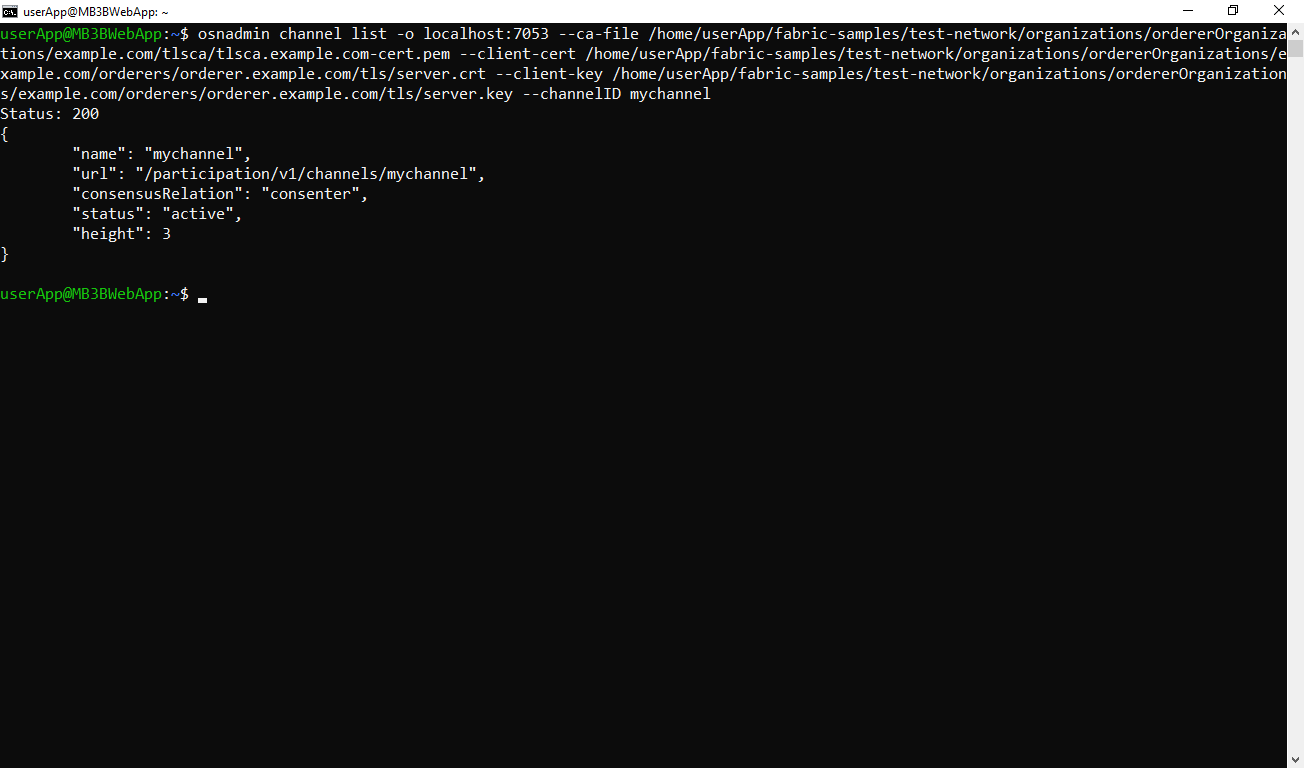 userApp@MB3BWebApp: ~
userApp@MB3BWebApp:~$ osnadmin channel list -o localhost:7053 --ca-file /home/userApp/fabric-samples/test-network/organizations/ordererOrganiza
tions/example.com/tlsca/tlsca.example.com-cert.pem --client-cert /home/userApp/fabric-samples/test-network/organizations/ordererOrganizations/e
xample.com/orderers/orderer.example.com/tls/server.crt --client-key /home/userApp/fabric-samples/test-network/organizations/ordererOrganization
s/example.com/orderers/orderer.example.com/tls/server.key --channelID mychannel
Status: 200
{
        "name": "mychannel",
        "url": "/participation/v1/channels/mychannel",
        "consensusRelation": "consenter",
        "status": "active",
        "height": 3
}
userApp@MB3BWebApp:~$